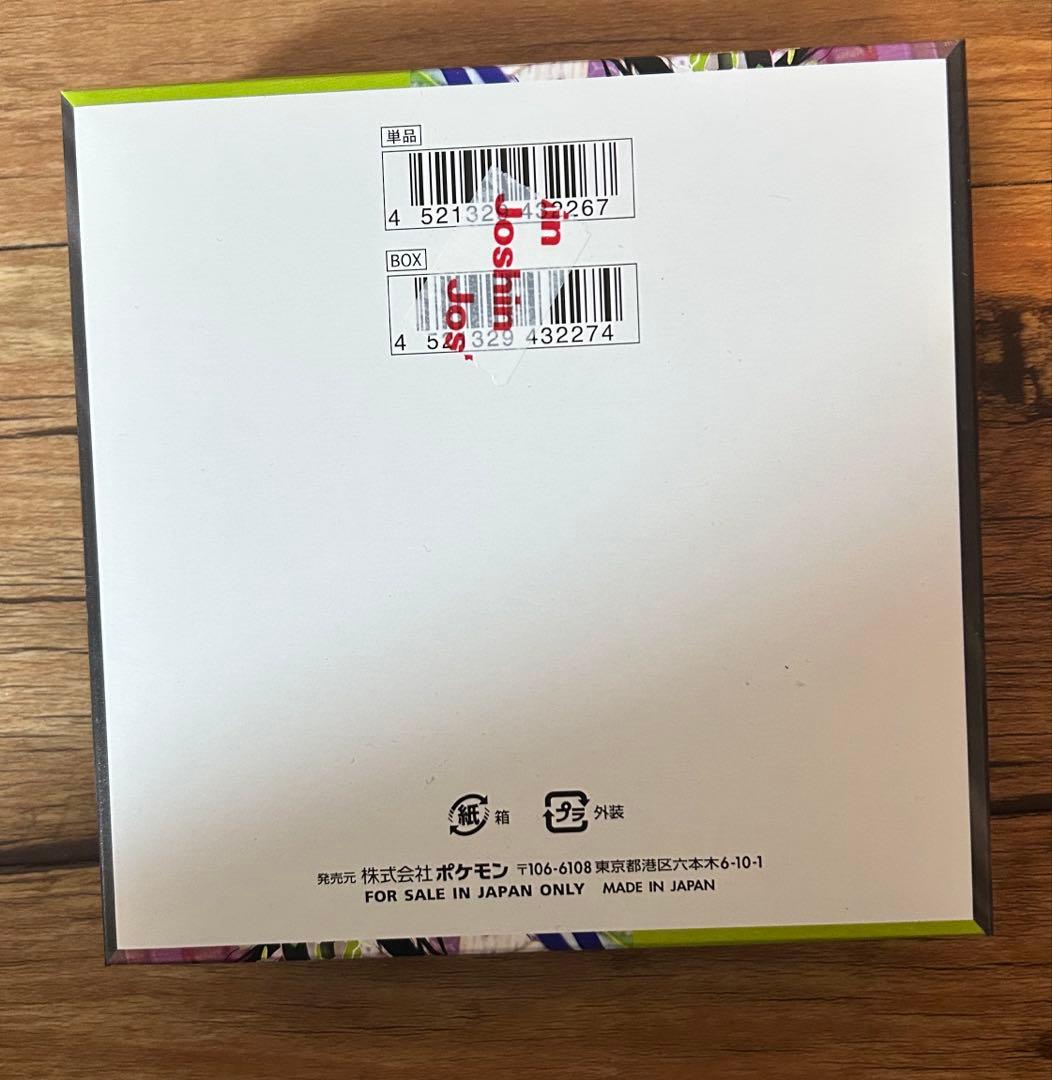 単品
4 521329 432267
in
Joshin
Jos
BOX
4 521329 432274
紙 箱 プラ 外装
発売元 株式会社 ポケモン 〒106-6108 東京都港区六本木6-10-1
FOR SALE IN JAPAN ONLY MADE IN JAPAN